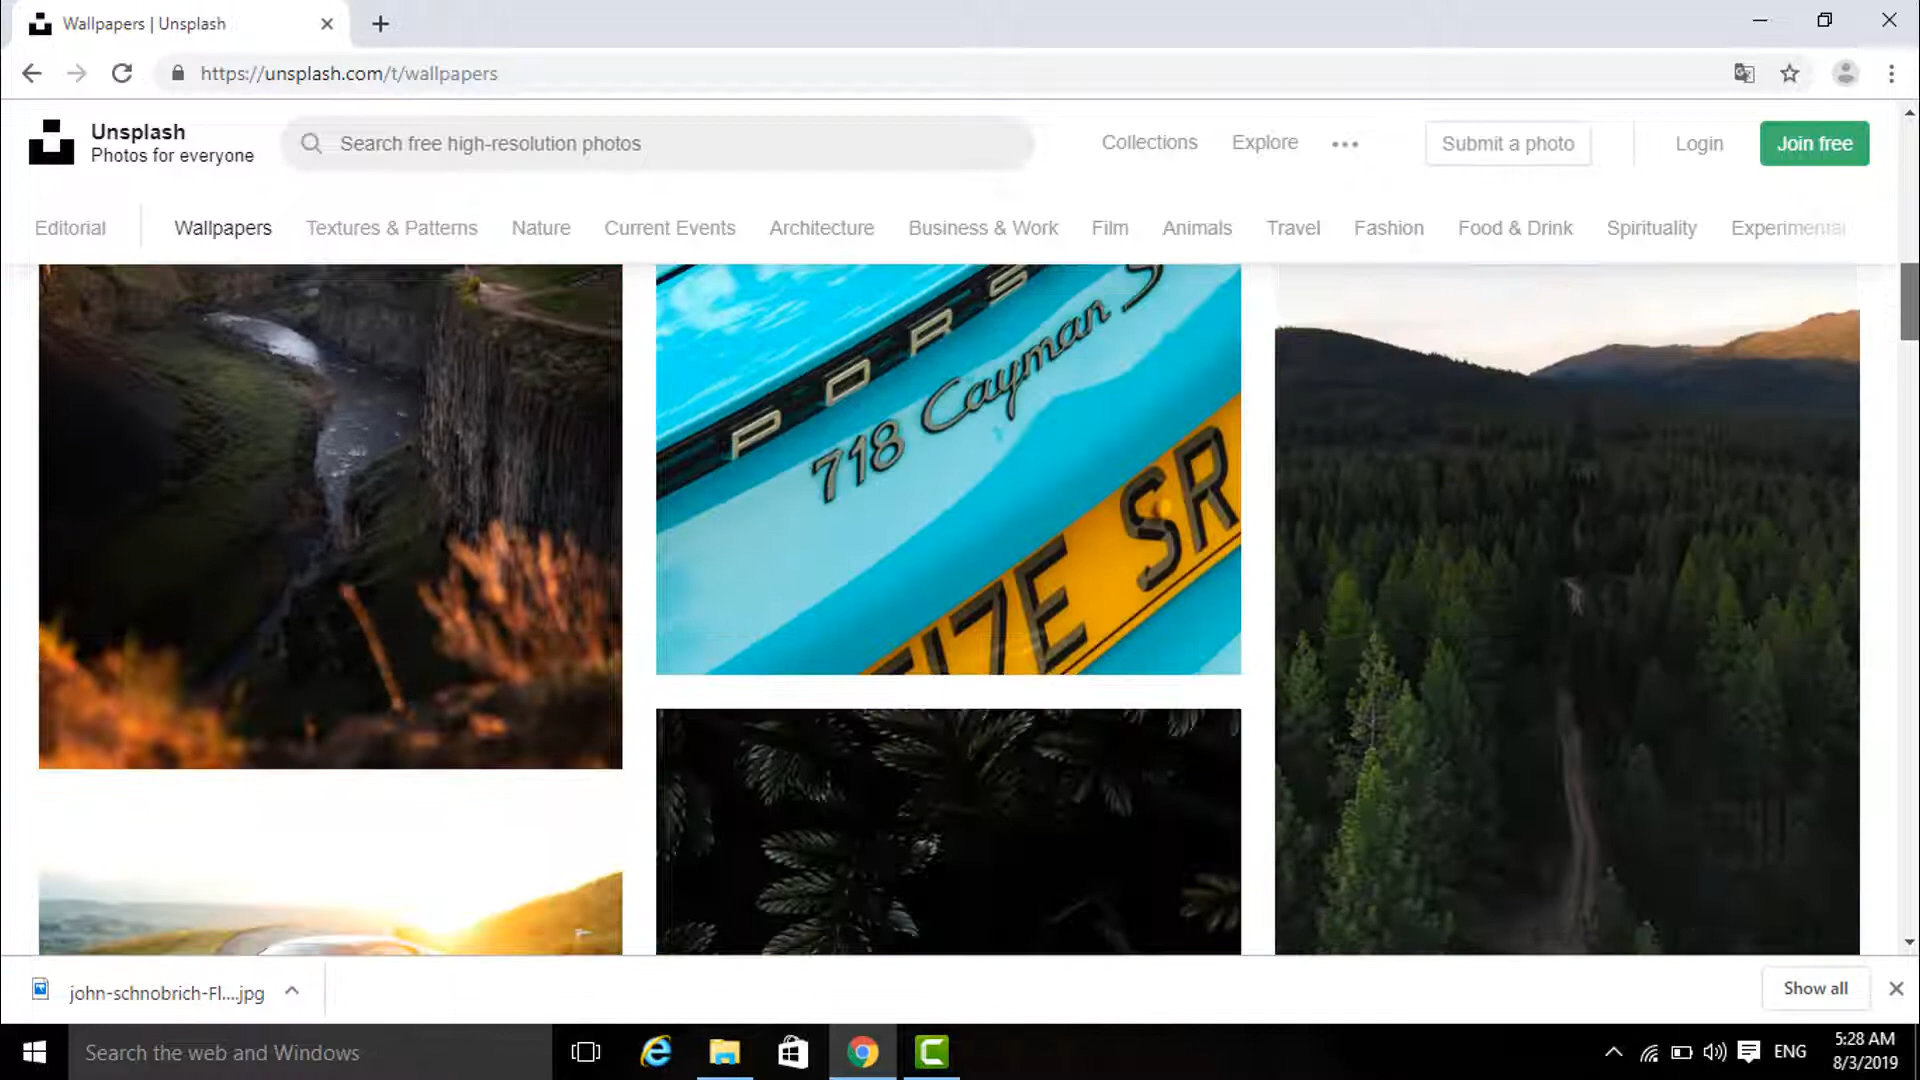 Wallpapers | Unsplash
https://unsplash.com/t/wallpapers
Unsplash
Photos for everyone
Search free high-resolution photos
Collections
Explore
Submit a photo
Login
Join free
Editorial
Wallpapers
Textures & Patterns
Nature
Current Events
Architecture
Business & Work
Film
Animals
Travel
Fashion
Food & Drink
Spirituality
Experimental
PORS
718 Cayman S
17E SR
john-schnobrich-Fl....jpg
Show all
Search the web and Windows
ENG
5:28 AM
8/3/2019